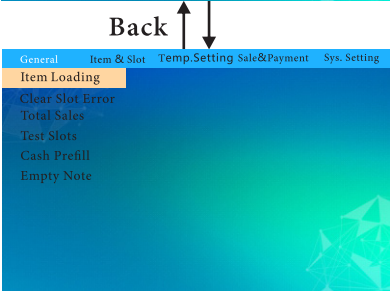 Back
General Item & Slot Temp.Setting Sale&Payment Sys. Setting
Item Loading
Clear Slot Error
Total Sales
Test Slots
Cash Prefill
Empty Note